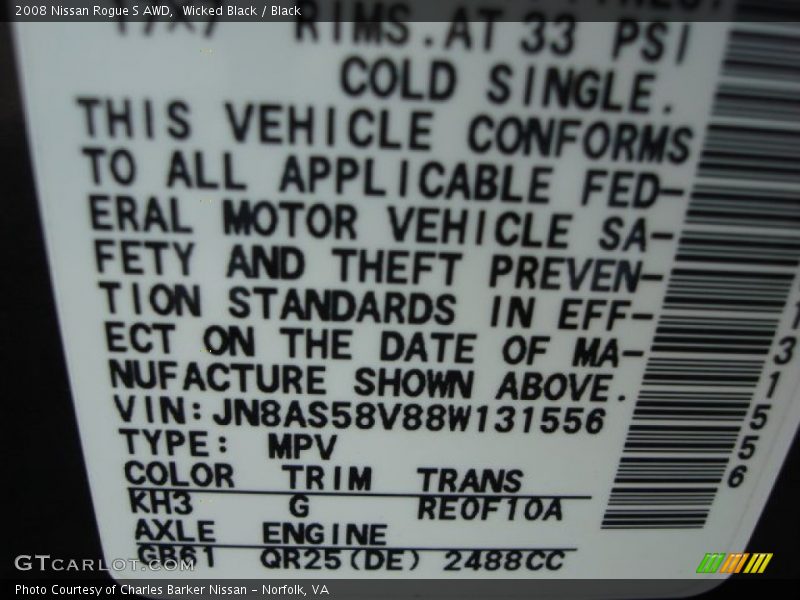 2008 Nissan Rogue S AWD, Wicked Black / Black
RIMS.AT 33 PSI
COLD SINGLE.
THIS VEHICLE CONFORMS
TO ALL APPLICABLE FED-
ERAL MOTOR VEHICLE SA-
FETY AND THEFT PREVEN-
TION STANDARDS IN EFF-
ECT ON THE DATE OF MA-
NUFACTURE SHOWN ABOVE.
VIN:JN8AS58V88W131556
TYPE: MPV
COLOR TRIM TRANS
KH3 G RE0F10A
AXLE ENGINE
GB61 QR25(DE) 2488CC
131556
GTCARLOT.COM
Photo Courtesy of Charles Barker Nissan - Norfolk, VA